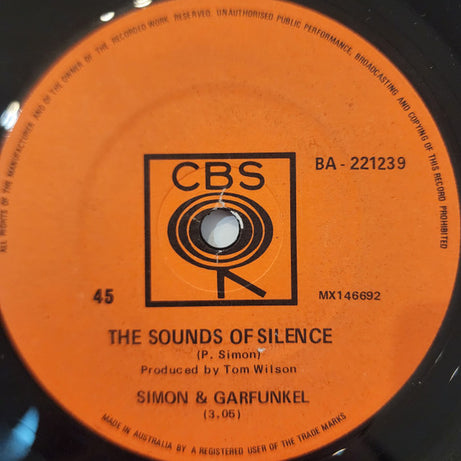 ALL RIGHTS OF THE MANUFACTURER AND OF THE OWNER OF THE RECORDED WORK RESERVED. UNAUTHORISED PUBLIC PERFORMANCE, BROADCASTING AND COPYING OF THIS RECORD PROHIBITED
CBS
BA - 221239
45
MX146692
THE SOUNDS OF SILENCE
(P. Simon)
Produced by Tom Wilson
SIMON & GARFUNKEL
(3.05)
MADE IN AUSTRALIA BY A REGISTERED USER OF THE TRADE MARKS